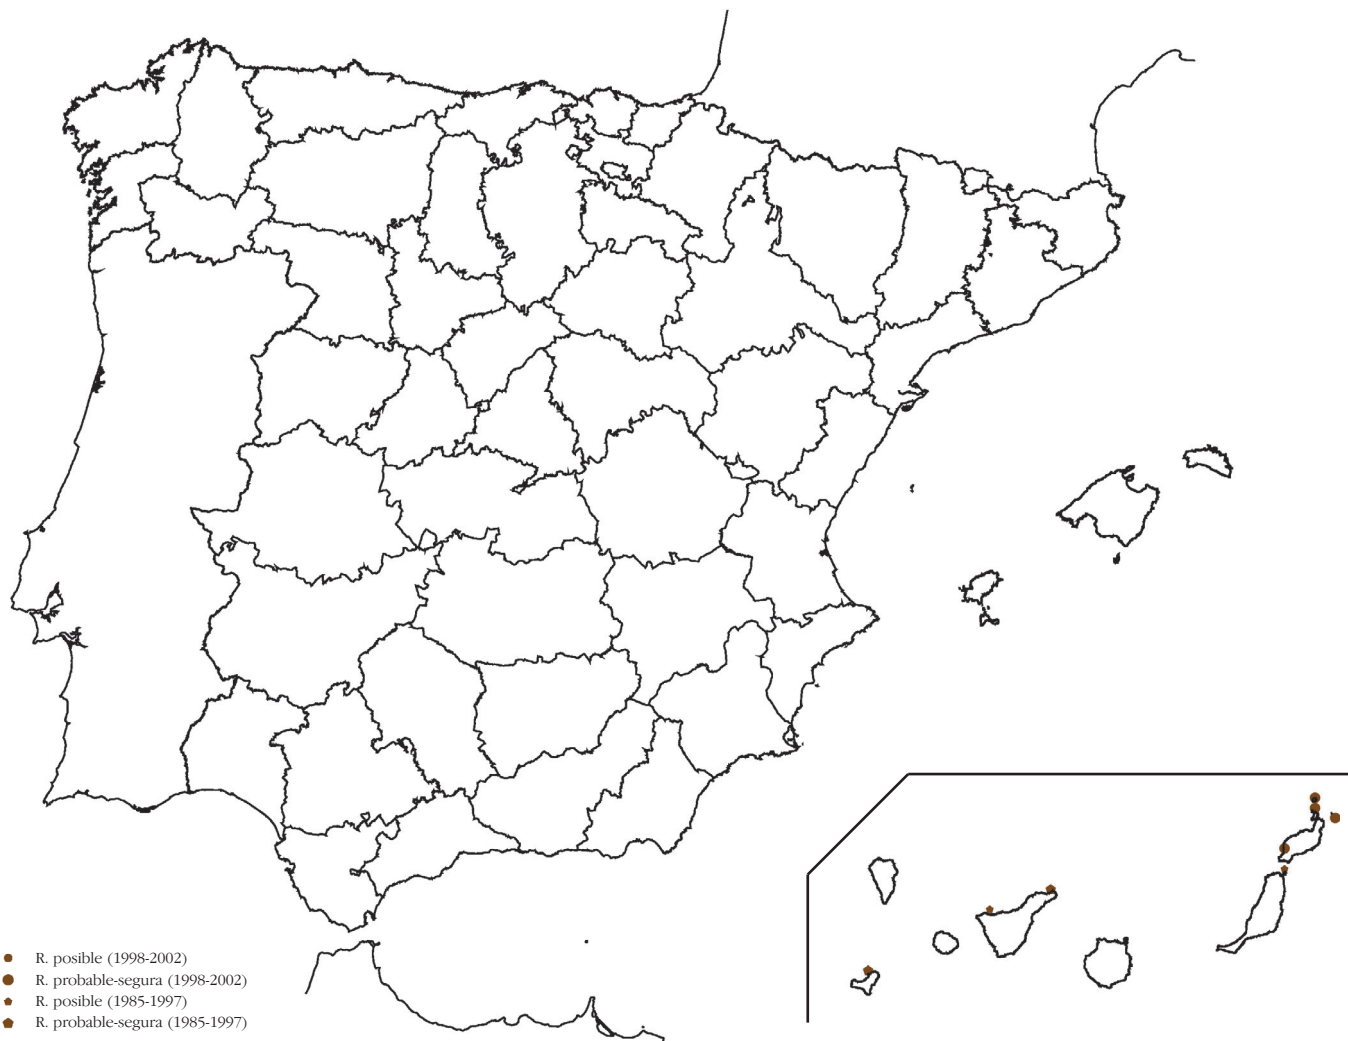 R. posible (1998-2002)
R. probable-segura (1998-2002)
R. posible (1985-1997)
R. probable-segura (1985-1997)